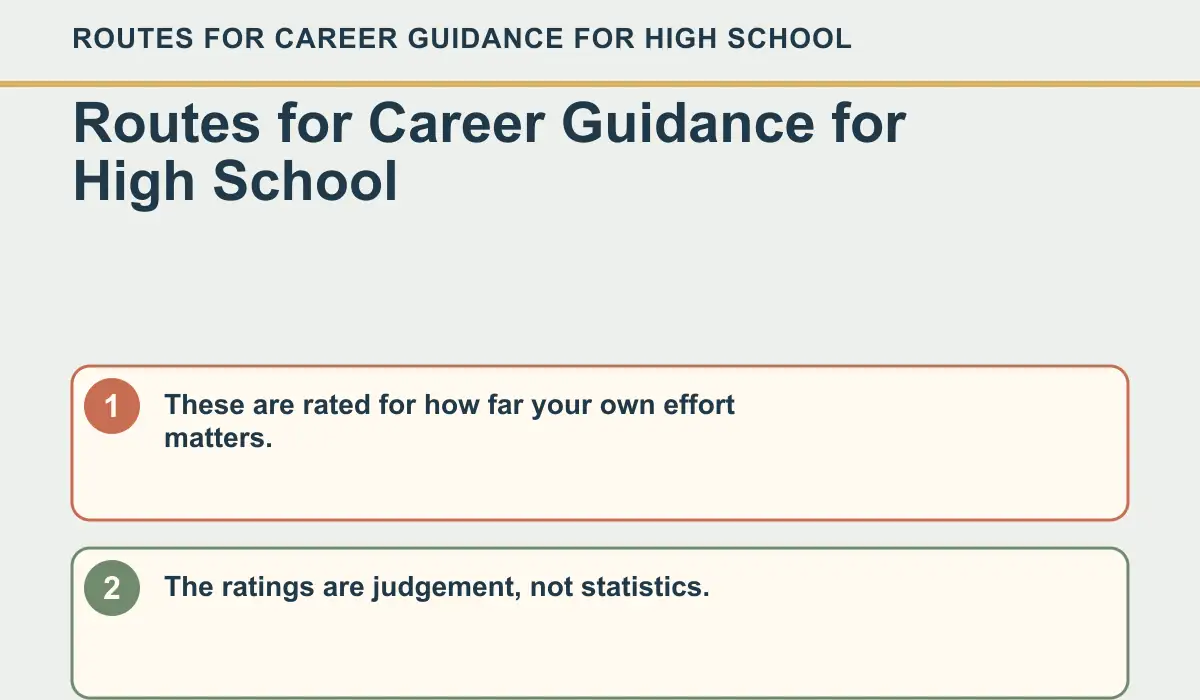 ROUTES FOR CAREER GUIDANCE FOR HIGH SCHOOL
Routes for Career Guidance for
High School
1
These are rated for how far your own effort
matters.
2
The ratings are judgement, not statistics.